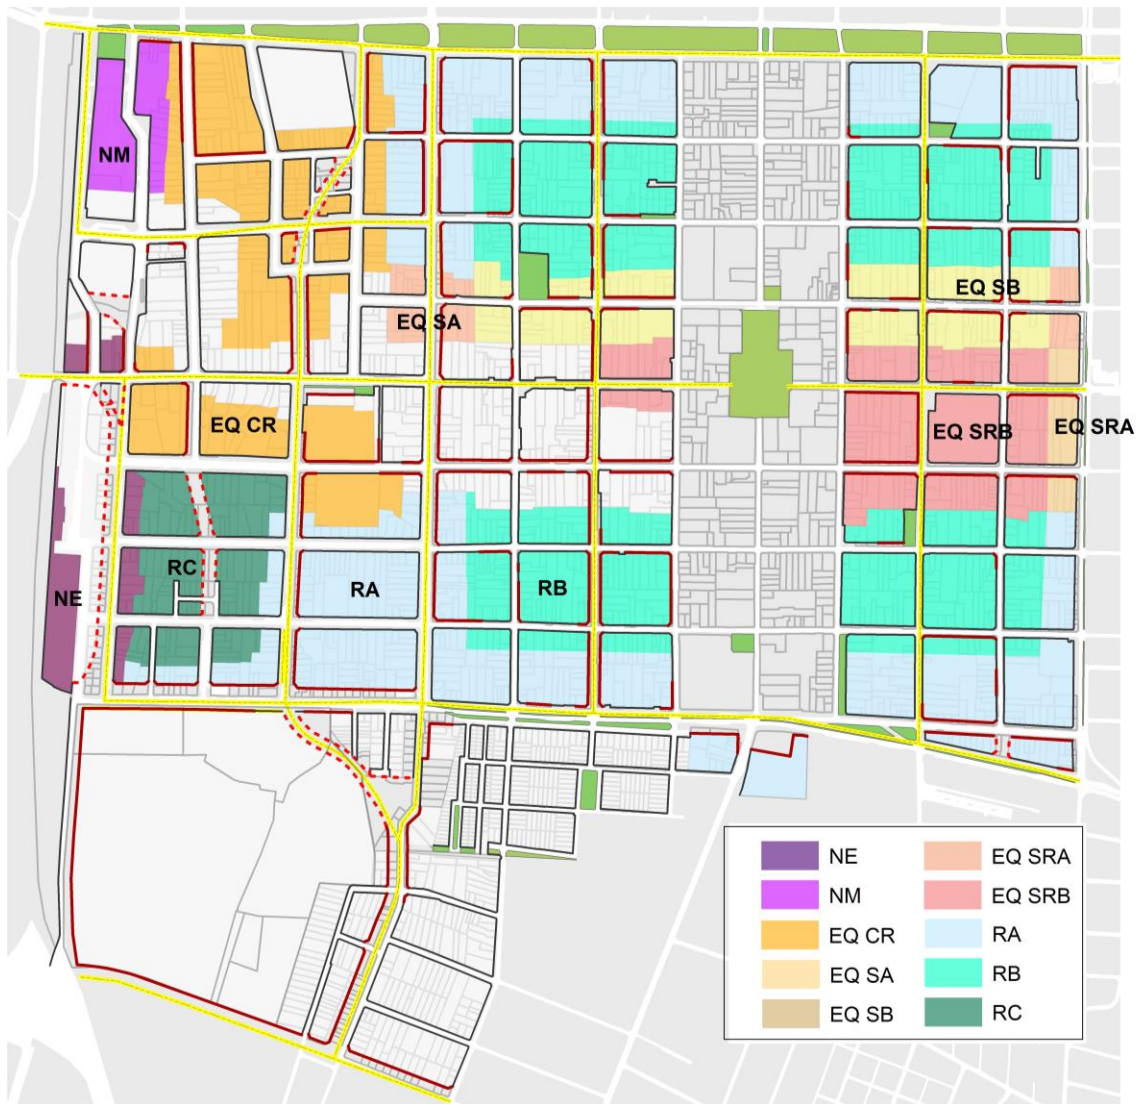 NM
EQ SB
EQ SA
EQ CR
EQ SRB
EQ SRA
RC
NE
RA
RB
NE
NM
EQ CR
EQ SA
EQ SB
EQ SRA
EQ SRB
RA
RB
RC